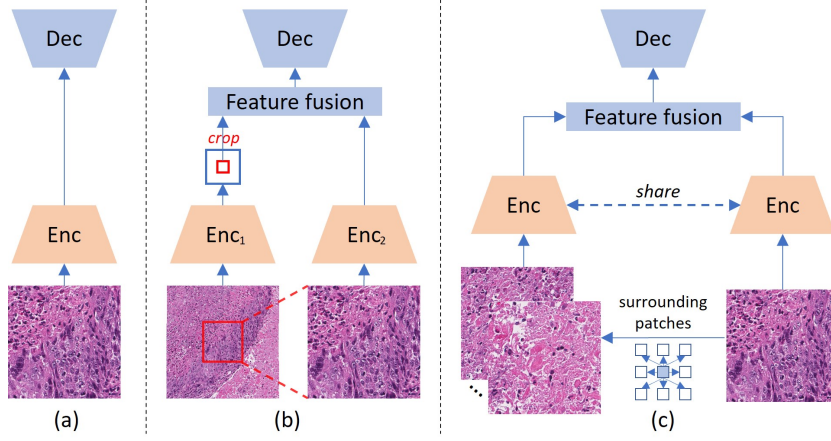 Dec
Enc
(a)
Dec
Feature fusion
crop
Enc₁
Enc₂
(b)
Dec
Feature fusion
share
Enc
Enc
surrounding
patches
...
(c)